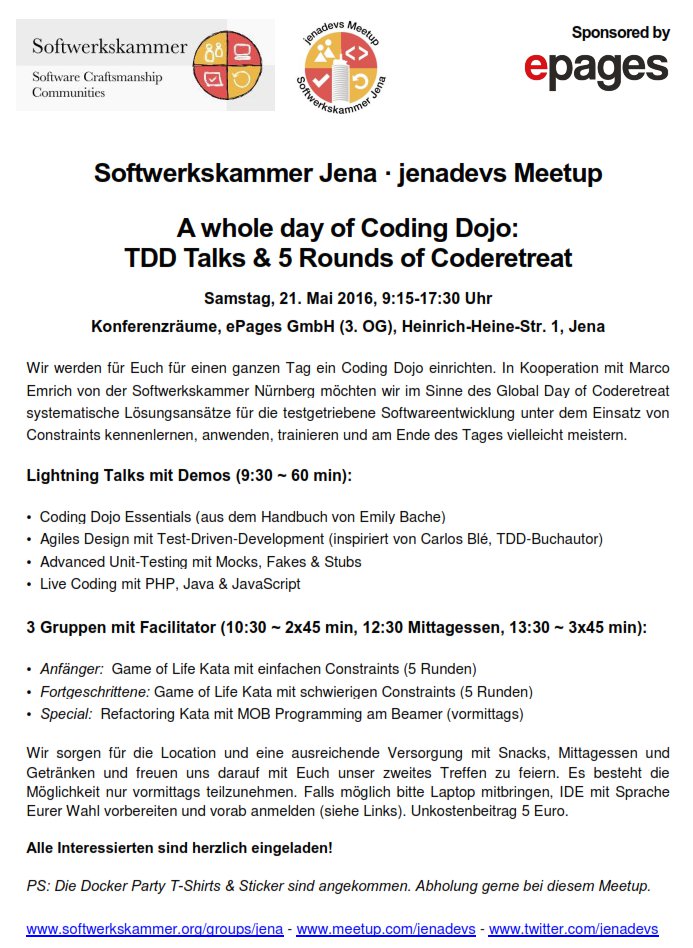 Softwerkskammer
Software Craftsmanship
Communities
jenadevs Meetup
Softwerkskammer Jena
Sponsored by
epages
Softwerkskammer Jena · jenadevs Meetup
A whole day of Coding Dojo:
TDD Talks & 5 Rounds of Coderetreat
Samstag, 21. Mai 2016, 9:15-17:30 Uhr
Konferenzräume, ePages GmbH (3. OG), Heinrich-Heine-Str. 1, Jena
Wir werden für Euch für einen ganzen Tag ein Coding Dojo einrichten. In Kooperation mit Marco
Emrich von der Softwerkskammer Nürnberg möchten wir im Sinne des Global Day of Coderetreat
systematische Lösungsansätze für die testgetriebene Softwareentwicklung unter dem Einsatz von
Constraints kennenlernen, anwenden, trainieren und am Ende des Tages vielleicht meistern.
Lightning Talks mit Demos (9:30 ~ 60 min):
• Coding Dojo Essentials (aus dem Handbuch von Emily Bache)
• Agiles Design mit Test-Driven-Development (inspiriert von Carlos Blé, TDD-Buchautor)
• Advanced Unit-Testing mit Mocks, Fakes & Stubs
• Live Coding mit PHP, Java & JavaScript
3 Gruppen mit Facilitator (10:30 ~ 2x45 min, 12:30 Mittagessen, 13:30 ~ 3x45 min):
• Anfänger: Game of Life Kata mit einfachen Constraints (5 Runden)
• Fortgeschrittene: Game of Life Kata mit schwierigen Constraints (5 Runden)
• Special: Refactoring Kata mit MOB Programming am Beamer (vormittags)
Wir sorgen für die Location und eine ausreichende Versorgung mit Snacks, Mittagessen und
Getränken und freuen uns darauf mit Euch unser zweites Treffen zu feiern. Es besteht die
Möglichkeit nur vormittags teilzunehmen. Falls möglich bitte Laptop mitbringen, IDE mit Sprache
Eurer Wahl vorbereiten und vorab anmelden (siehe Links). Unkostenbeitrag 5 Euro.
Alle Interessierten sind herzlich eingeladen!
PS: Die Docker Party T-Shirts & Sticker sind angekommen. Abholung gerne bei diesem Meetup.
www.softwerkskammer.org/groups/jena - www.meetup.com/jenadevs - www.twitter.com/jenadevs